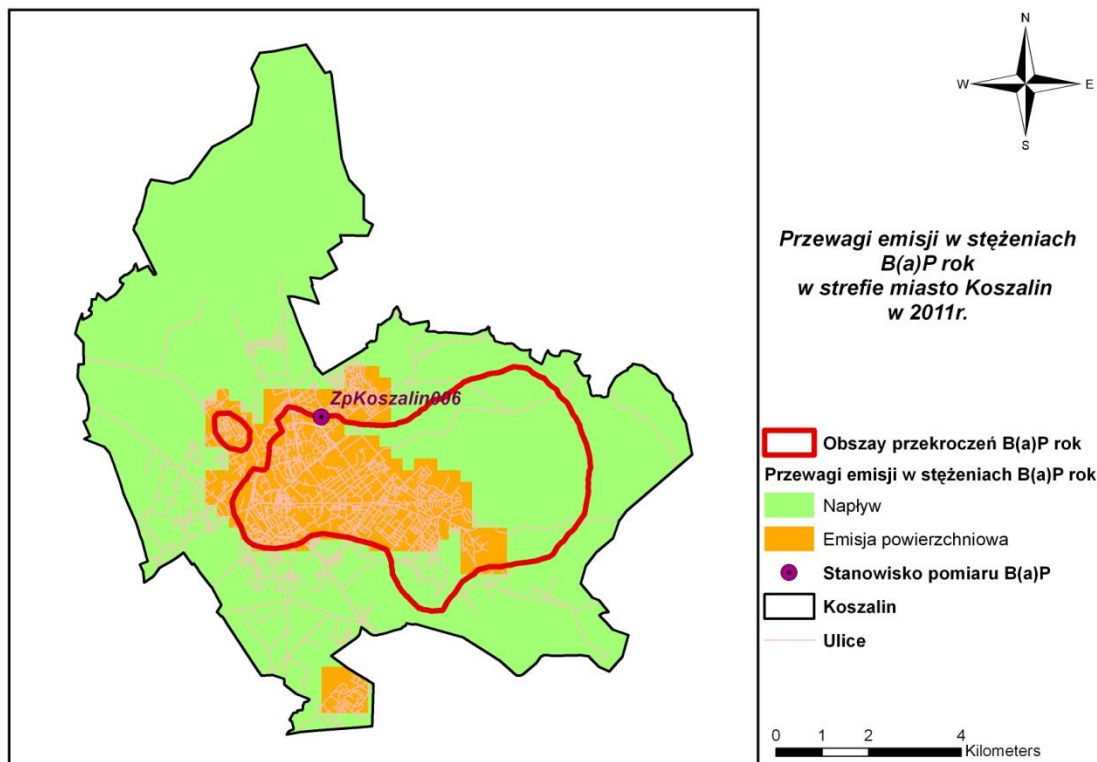 N
W E
S
Przewagi emisji w stężeniach
B(a)P rok
w strefie miasto Koszalin
w 2011r.
ZpKoszalin006
Obszay przekroczeń B(a)P rok
Przewagi emisji w stężeniach B(a)P rok
Napływ
Emisja powierzchniowa
Stanowisko pomiaru B(a)P
Koszalin
Ulice
0 1 2 4
Kilometers